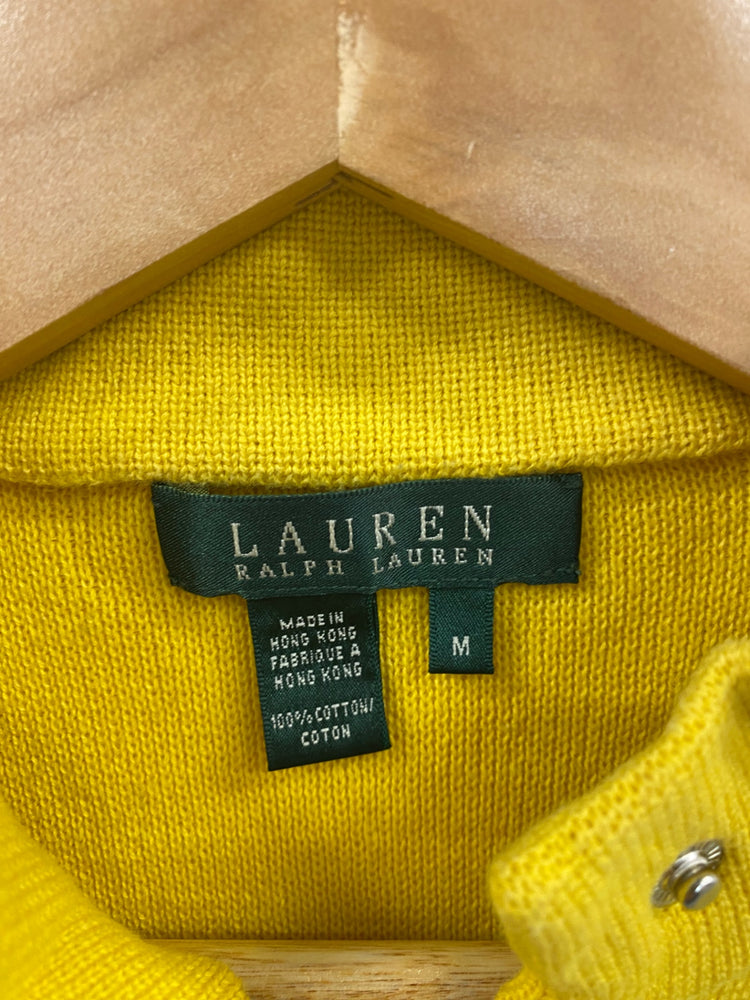 LAUREN
RALPH LAUREN
MADE IN
HONG KONG
FABRIQUE A
HONG KONG
100% COTTON/
COTON
M